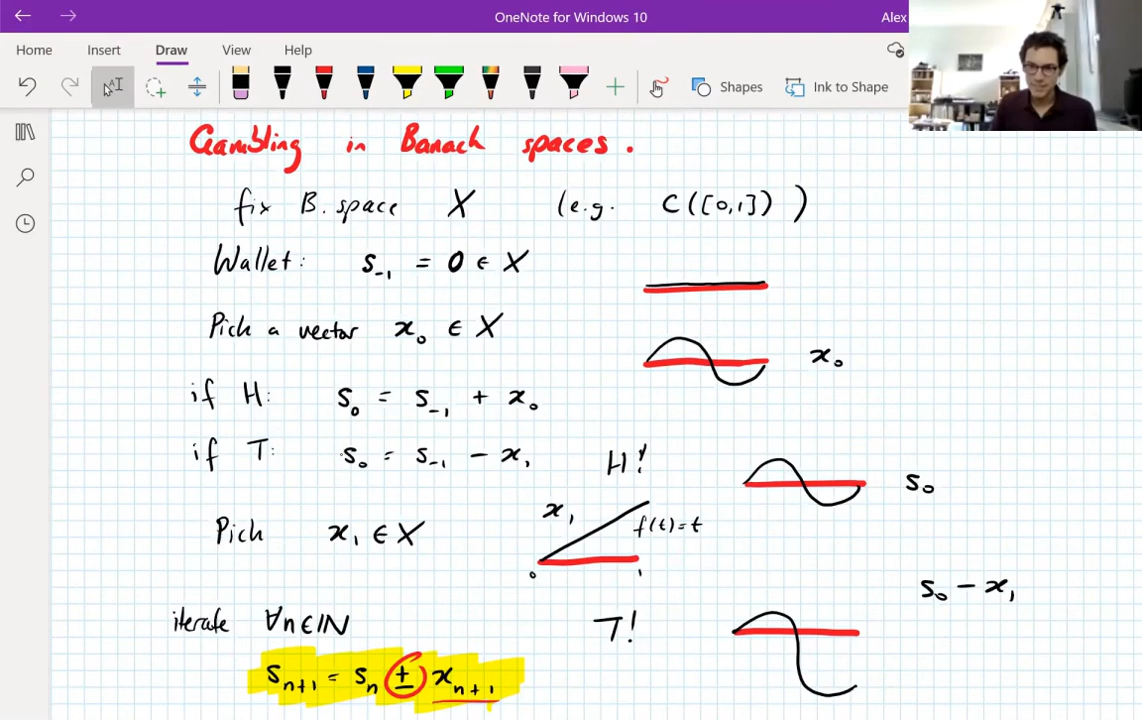 OneNote for Windows 10
Alex
Home Insert Draw View Help
Shapes Ink to Shape
Gambling in Banach spaces.
fix B. space X (e.g. C([0,1]))
Wallet: s₋₁ = 0 ∈ X
Pick a vector x₀ ∈ X
x₀
if H: s₀ = s₋₁ + x₀
if T: s₀ = s₋₁ - x₁
H!
s₀
x₁
f(t)=t
Pick x₁ ∈ X
0 1
s₀ - x₁
iterate ∀n∈ℕ
T!
sₙ₊₁ = sₙ ± xₙ₊₁